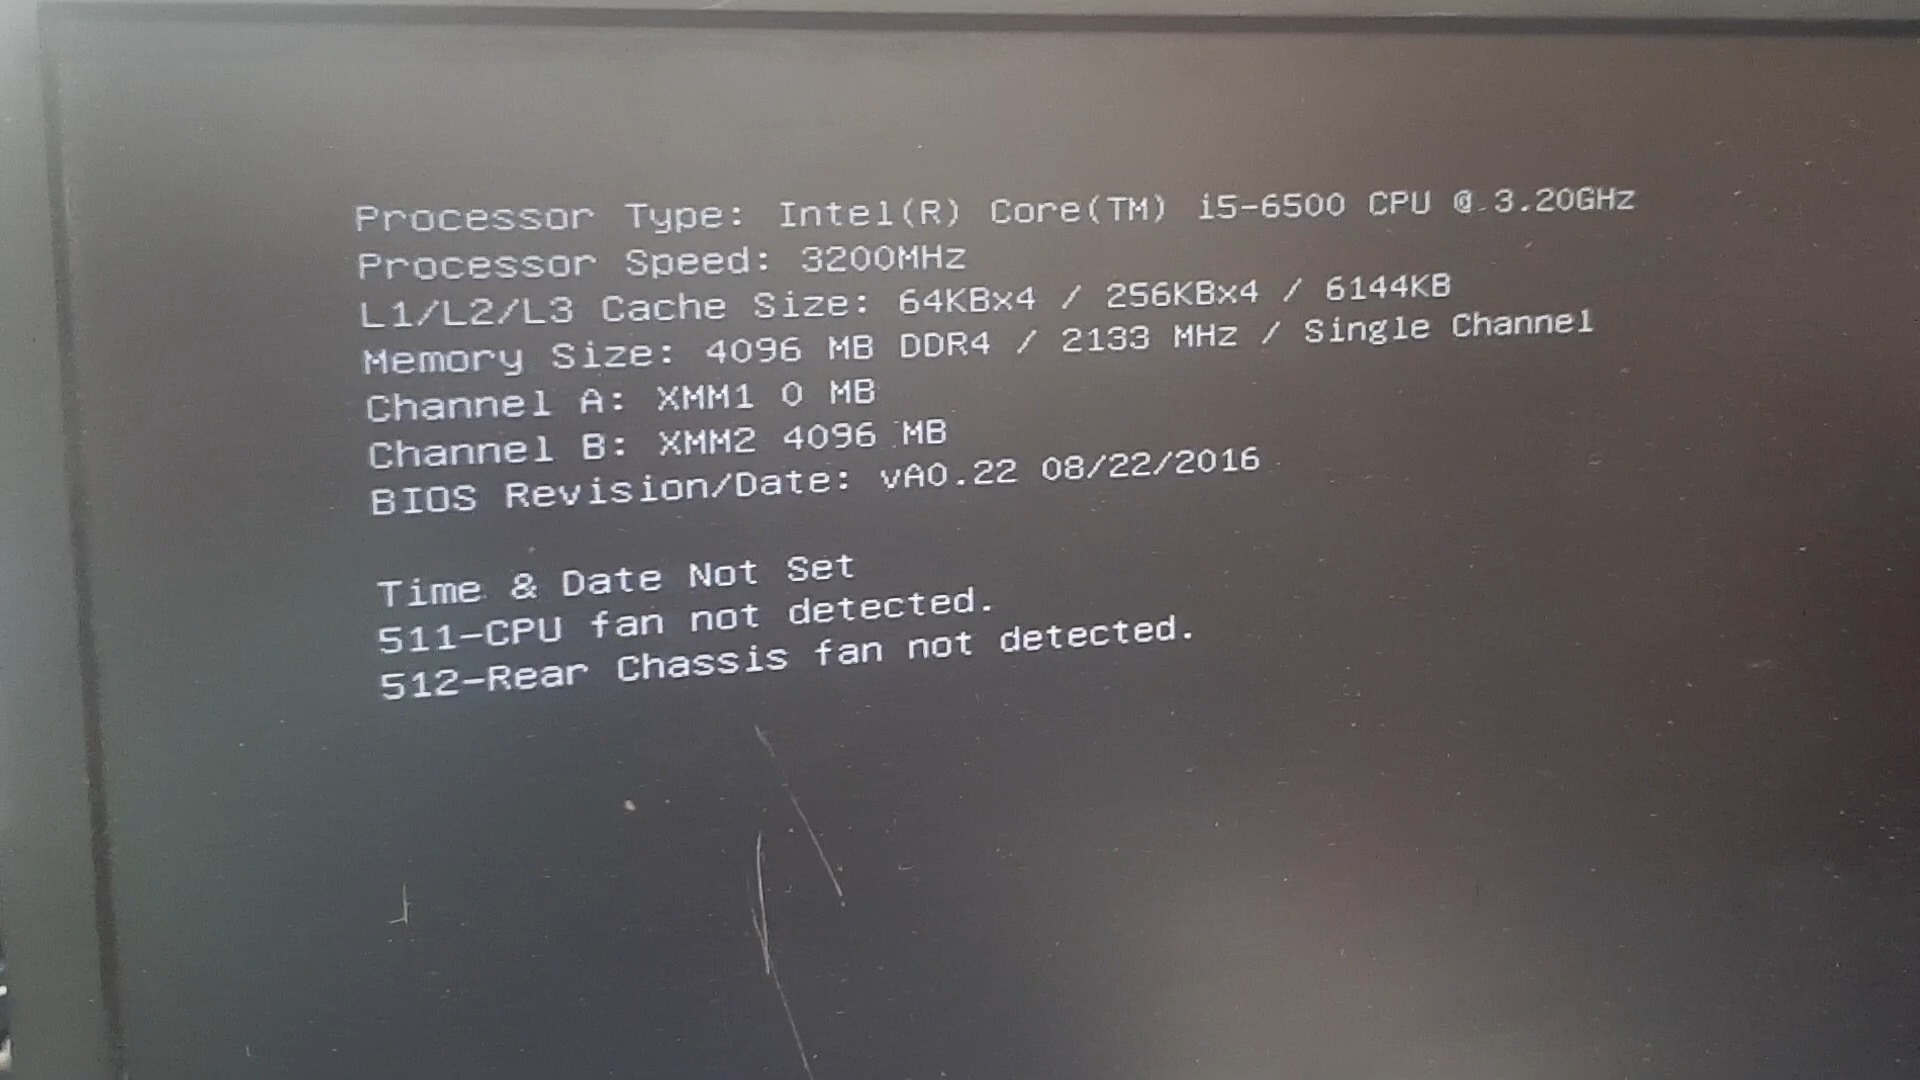 Processor Type: Intel(R) Core(TM) i5-6500 CPU @ 3.20GHz
Processor Speed: 3200MHz
L1/L2/L3 Cache Size: 64KBx4 / 256KBx4 / 6144KB
Memory Size: 4096 MB DDR4 / 2133 MHz / Single Channel
Channel A: XMM1 0 MB
Channel B: XMM2 4096 MB
BIOS Revision/Date: vA0.22 08/22/2016
Time & Date Not Set
511-CPU fan not detected.
512-Rear Chassis fan not detected.